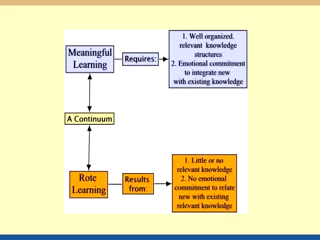 Meaningful
Learning
Requires:
1. Well organized.
relevant knowledge
structures
2. Emotional commitment
to integrate new
with existing knowledge
A Continuum
Rote
Learning
Results
from:
1. Little or no
relevant knowledge
2. No emotional
commitment to relate
new with existing
relevant knowledge